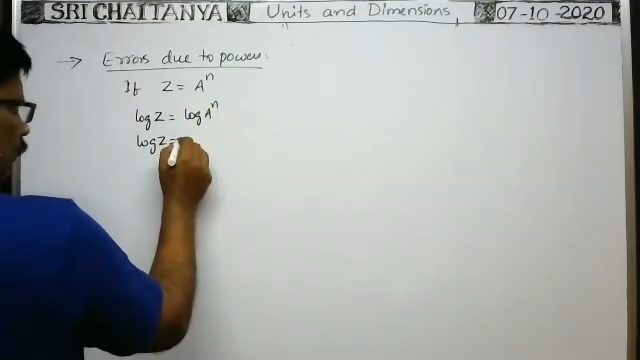 SRI CHAITANYA Units and Dimensions 07-10-2020
→ Errors due to power:
If Z = Aⁿ
log Z = log Aⁿ
log Z =